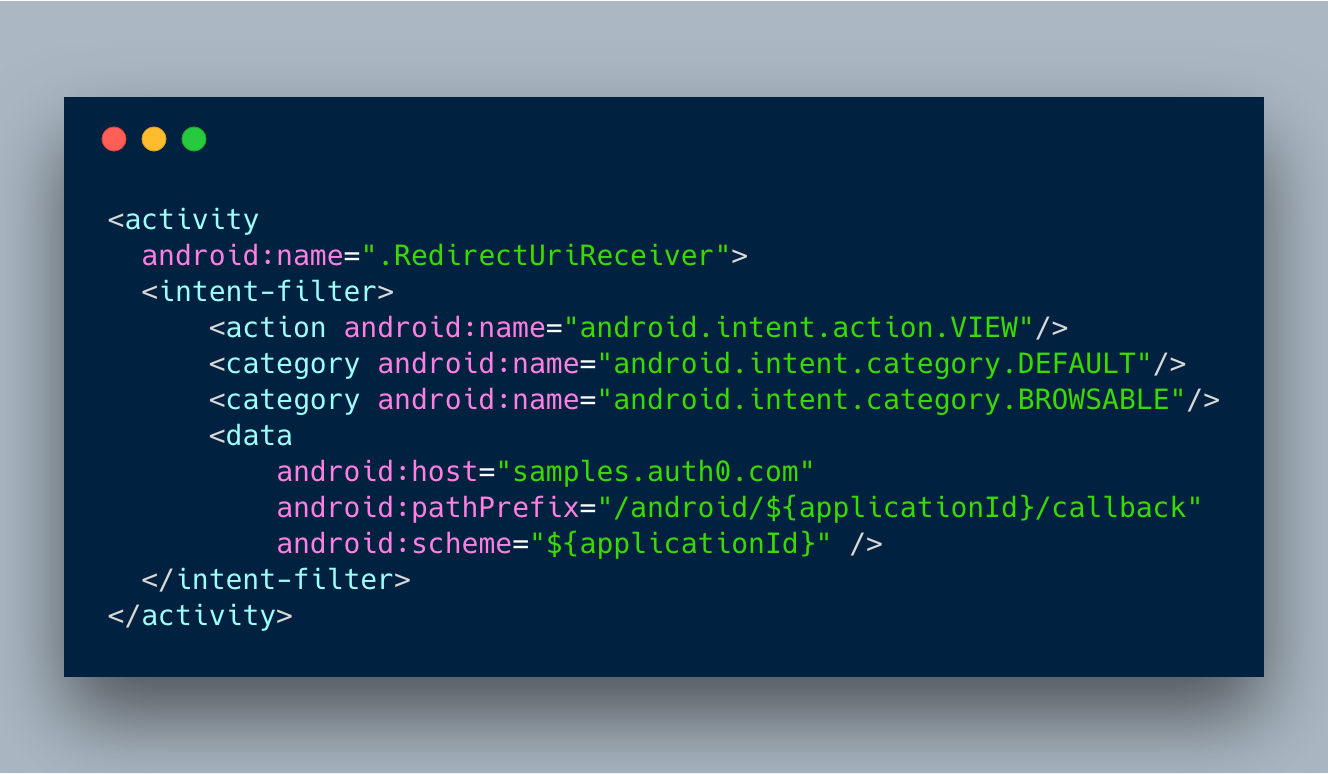 <activity
  android:name=".RedirectUriReceiver">
  <intent-filter>
      <action android:name="android.intent.action.VIEW"/>
      <category android:name="android.intent.category.DEFAULT"/>
      <category android:name="android.intent.category.BROWSABLE"/>
      <data
          android:host="samples.auth0.com"
          android:pathPrefix="/android/${applicationId}/callback"
          android:scheme="${applicationId}" />
  </intent-filter>
</activity>